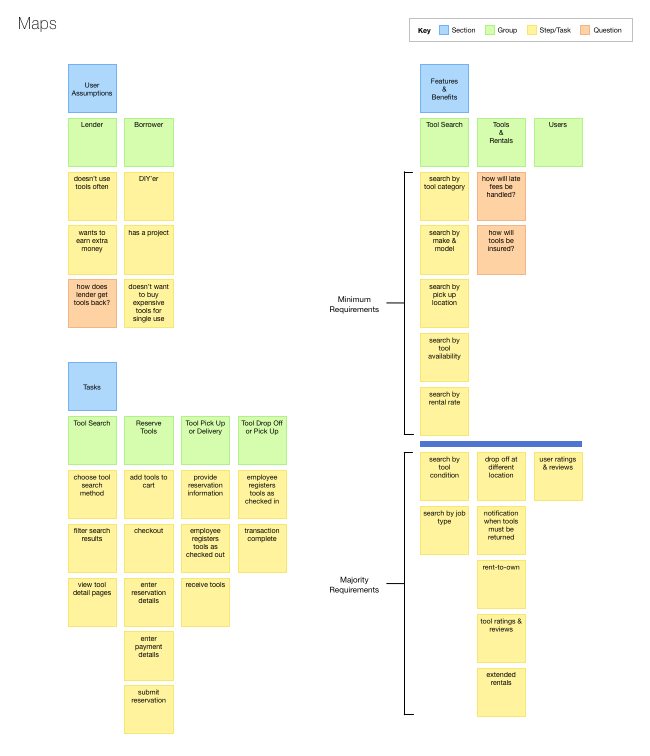 Maps
Key
Section
Group
Step/Task
Question
User
Assumptions
Lender
Borrower
doesn't use
tools often
DIY'er
wants to
earn extra
money
has a project
how does
lender get
tools back?
doesn't want
to buy
expensive
tools for
single use
Tasks
Tool Search
Reserve
Tools
Tool Pick Up
or Delivery
Tool Drop Off
or Pick Up
choose tool
search
method
add tools to
cart
provide
reservation
information
employee
registers
tools as
checked in
filter search
results
checkout
employee
registers
tools as
checked out
transaction
complete
view tool
detail pages
enter
reservation
details
receive tools
enter
payment
details
submit
reservation
Features
&
Benefits
Tool Search
Tools
&
Rentals
Users
Minimum
Requirements
search by
tool category
how will late
fees be
handled?
search by
make &
model
how will
tools be
insured?
search by
pick up
location
search by
tool
availability
search by
rental rate
Majority
Requirements
search by
tool
condition
drop off at
different
location
user ratings
& reviews
search by job
type
notification
when tools
must be
returned
rent-to-own
tool ratings &
reviews
extended
rentals